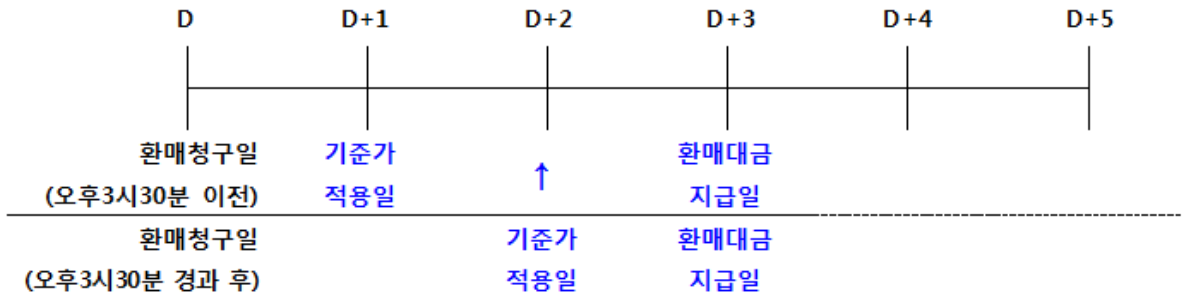 D D+1 D+2 D+3 D+4 D+5
환매청구일 기준가 환매대금
(오후3시30분 이전) 적용일 ↑ 지급일
환매청구일 기준가 환매대금
(오후3시30분 경과 후) 적용일 지급일